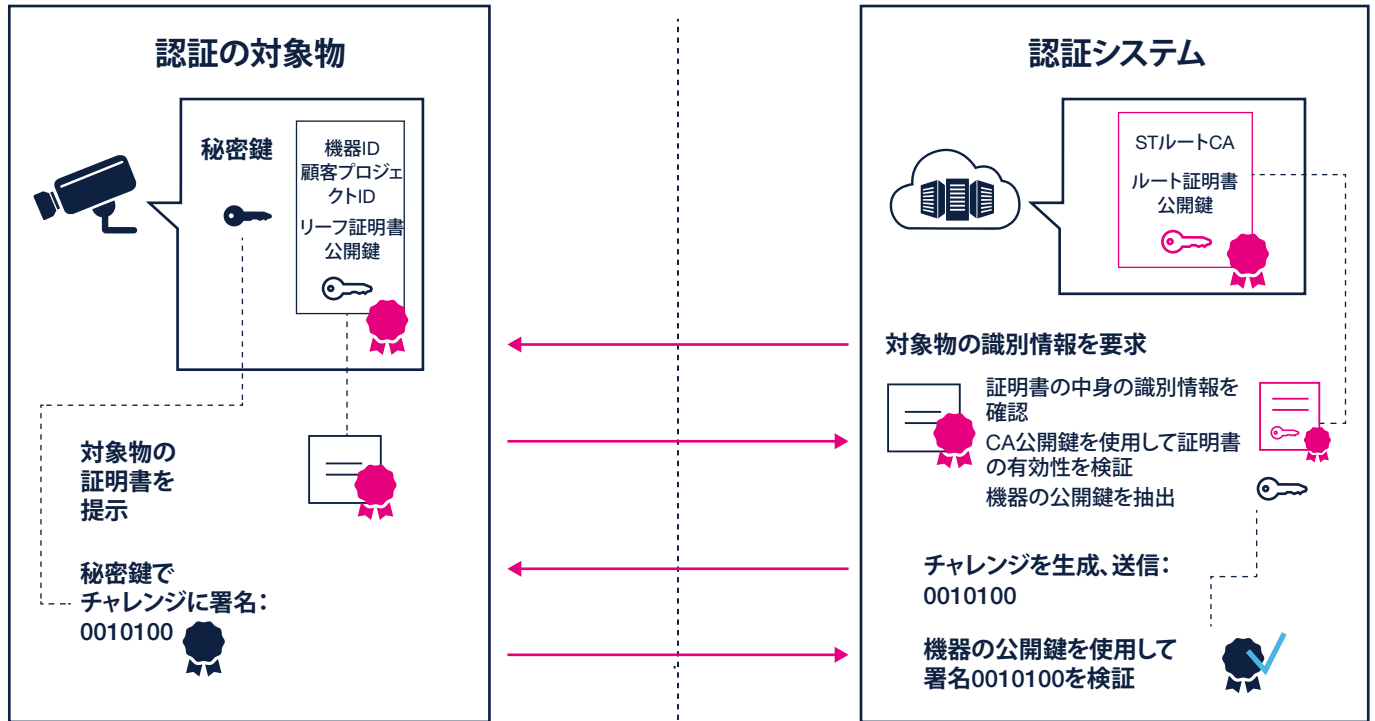 認証の対象物
秘密鍵
機器ID
顧客プロジェ
クトID
リーフ証明書
公開鍵
対象物の
証明書を
提示
秘密鍵で
チャレンジに署名：
0010100
認証システム
STルートCA
ルート証明書
公開鍵
対象物の識別情報を要求
証明書の中身の識別情報を
確認
CA公開鍵を使用して証明書
の有効性を検証
機器の公開鍵を抽出
チャレンジを生成、送信：
0010100
機器の公開鍵を使用して
署名0010100を検証